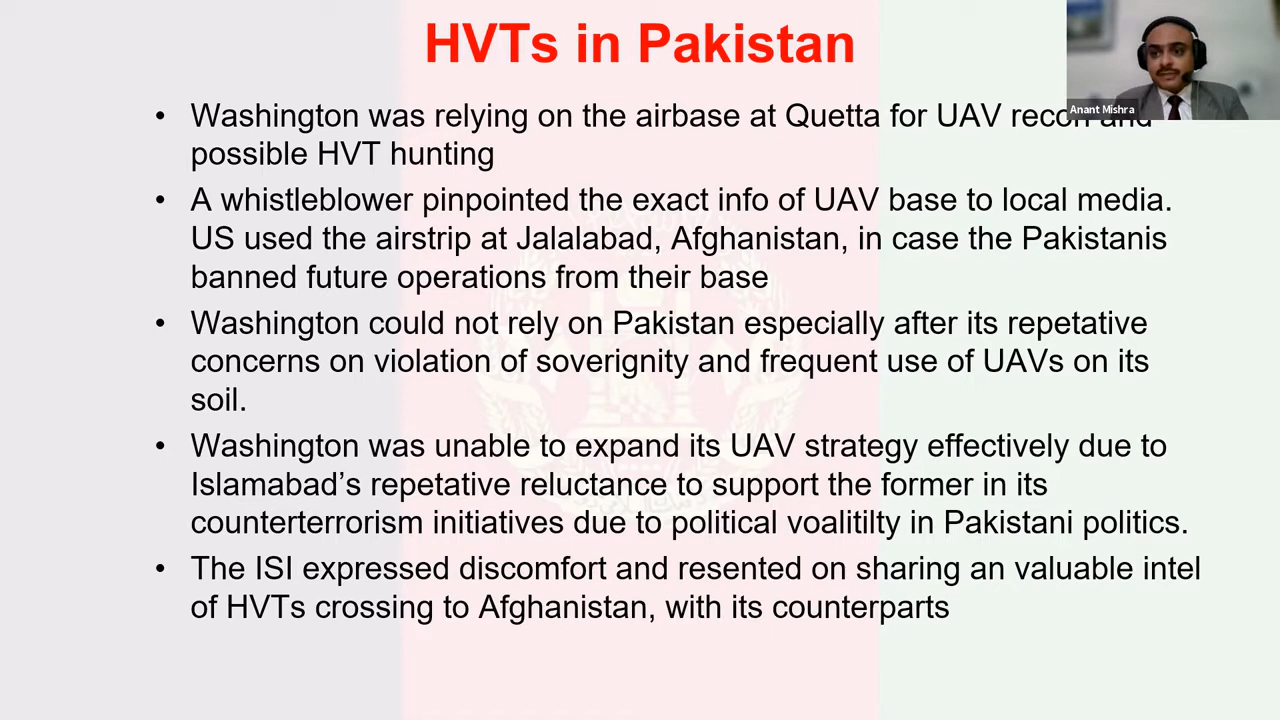 HVTs in Pakistan
Anant Mishra
• Washington was relying on the airbase at Quetta for UAV recon and
possible HVT hunting
• A whistleblower pinpointed the exact info of UAV base to local media.
US used the airstrip at Jalalabad, Afghanistan, in case the Pakistanis
banned future operations from their base
• Washington could not rely on Pakistan especially after its repetative
concerns on violation of soverignity and frequent use of UAVs on its
soil.
• Washington was unable to expand its UAV strategy effectively due to
Islamabad’s repetative reluctance to support the former in its
counterterrorism initiatives due to political voalitilty in Pakistani politics.
• The ISI expressed discomfort and resented on sharing an valuable intel
of HVTs crossing to Afghanistan, with its counterparts